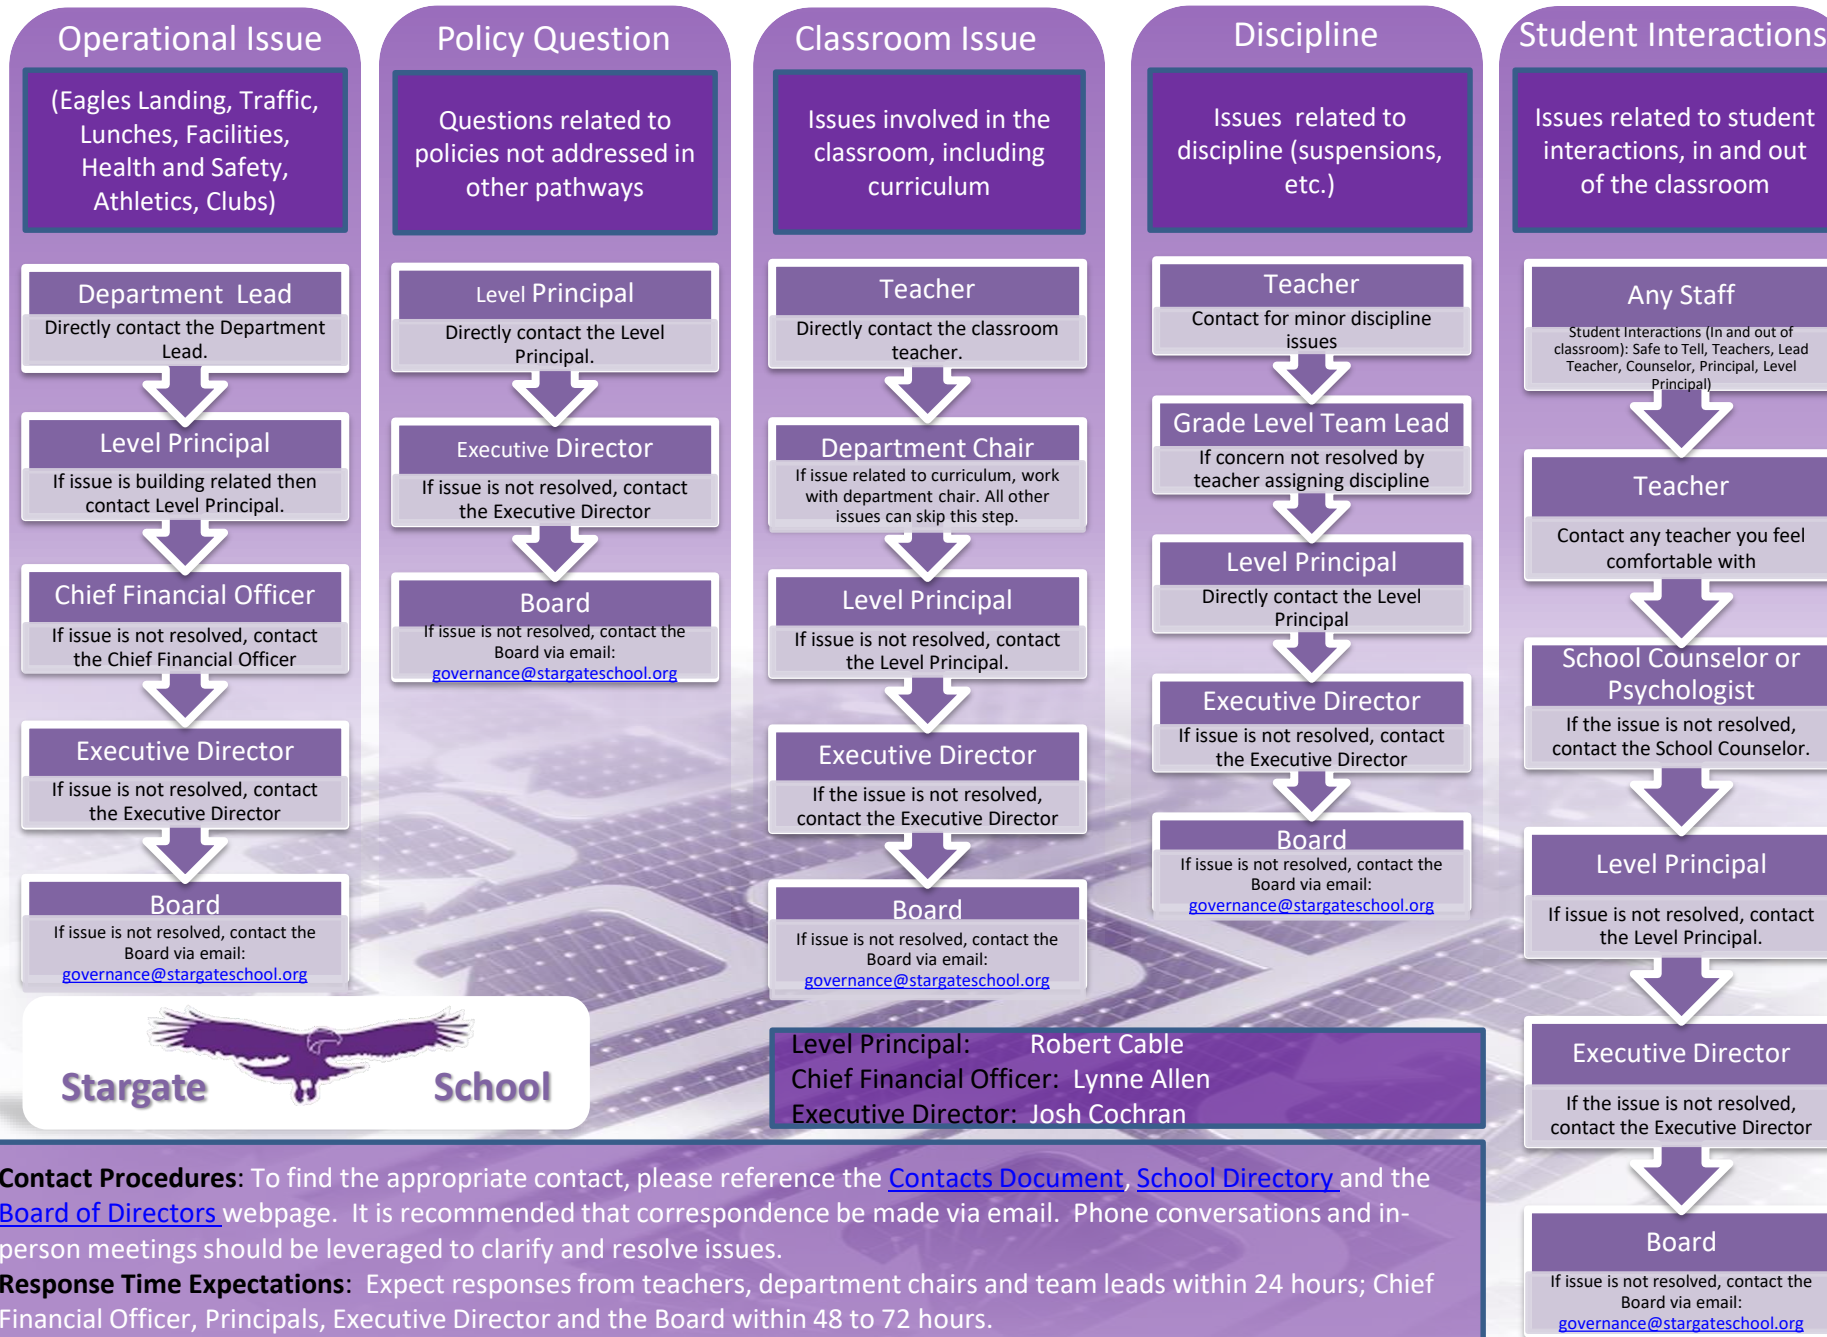 Operational Issue
(Eagles Landing, Traffic,
Lunches, Facilities,
Health and Safety,
Athletics, Clubs)
Department  Lead
Directly contact the Department
Lead.
Level Principal
If issue is building related then
contact Level Principal.
Chief Financial Officer
If issue is not resolved, contact
the Chief Financial Officer
Executive Director
If issue is not resolved, contact
the Executive Director
Board
If issue is not resolved, contact the
Board via email:
governance@stargateschool.org
Policy Question
Questions related to
policies not addressed in
other pathways
Level Principal
Directly contact the Level
Principal.
Executive Director
If issue is not resolved, contact
the Executive Director
Board
If issue is not resolved, contact the
Board via email:
governance@stargateschool.org
Classroom Issue
Issues involved in the
classroom, including
curriculum
Teacher
Directly contact the classroom
teacher.
Department Chair
If issue related to curriculum, work
with department chair. All other
issues can skip this step.
Level Principal
If issue is not resolved, contact
the Level Principal.
Executive Director
If the issue is not resolved,
contact the Executive Director
Board
If issue is not resolved, contact the
Board via email:
governance@stargateschool.org
Discipline
Issues  related to
discipline (suspensions,
etc.)
Teacher
Contact for minor discipline
issues
Grade Level Team Lead
If concern not resolved by
teacher assigning discipline
Level Principal
Directly contact the Level
Principal
Executive Director
If issue is not resolved, contact
the Executive Director
Board
If issue is not resolved, contact the
Board via email:
governance@stargateschool.org
Student Interactions
Issues related to student
interactions, in and out
of the classroom
Any Staff
Student Interactions (In and out of
classroom): Safe to Tell, Teachers, Lead
Teacher, Counselor, Principal, Level
Principal)
Teacher
Contact any teacher you feel
comfortable with
School Counselor or
Psychologist
If the issue is not resolved,
contact the School Counselor.
Level Principal
If issue is not resolved, contact
the Level Principal.
Executive Director
If the issue is not resolved,
contact the Executive Director
Board
If issue is not resolved, contact the
Board via email:
governance@stargateschool.org
Stargate School
Level Principal: Robert Cable
Chief Financial Officer: Lynne Allen
Executive Director: Josh Cochran
Contact Procedures: To find the appropriate contact, please reference the Contacts Document, School Directory and the
Board of Directors webpage.  It is recommended that correspondence be made via email.  Phone conversations and in-
person meetings should be leveraged to clarify and resolve issues.
Response Time Expectations:  Expect responses from teachers, department chairs and team leads within 24 hours; Chief
Financial Officer, Principals, Executive Director and the Board within 48 to 72 hours.